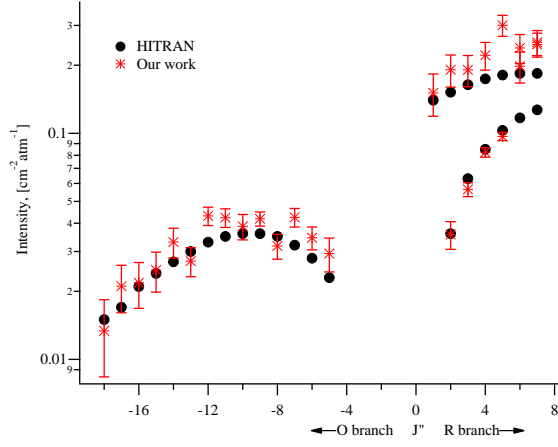 HITRAN
Our work
Intensity, [cm⁻² atm⁻¹]
3
2
0.1
9
8
7
6
5
4
3
2
0.01
9
-16 -12 -8 -4 0 4 8
O branch J" R branch